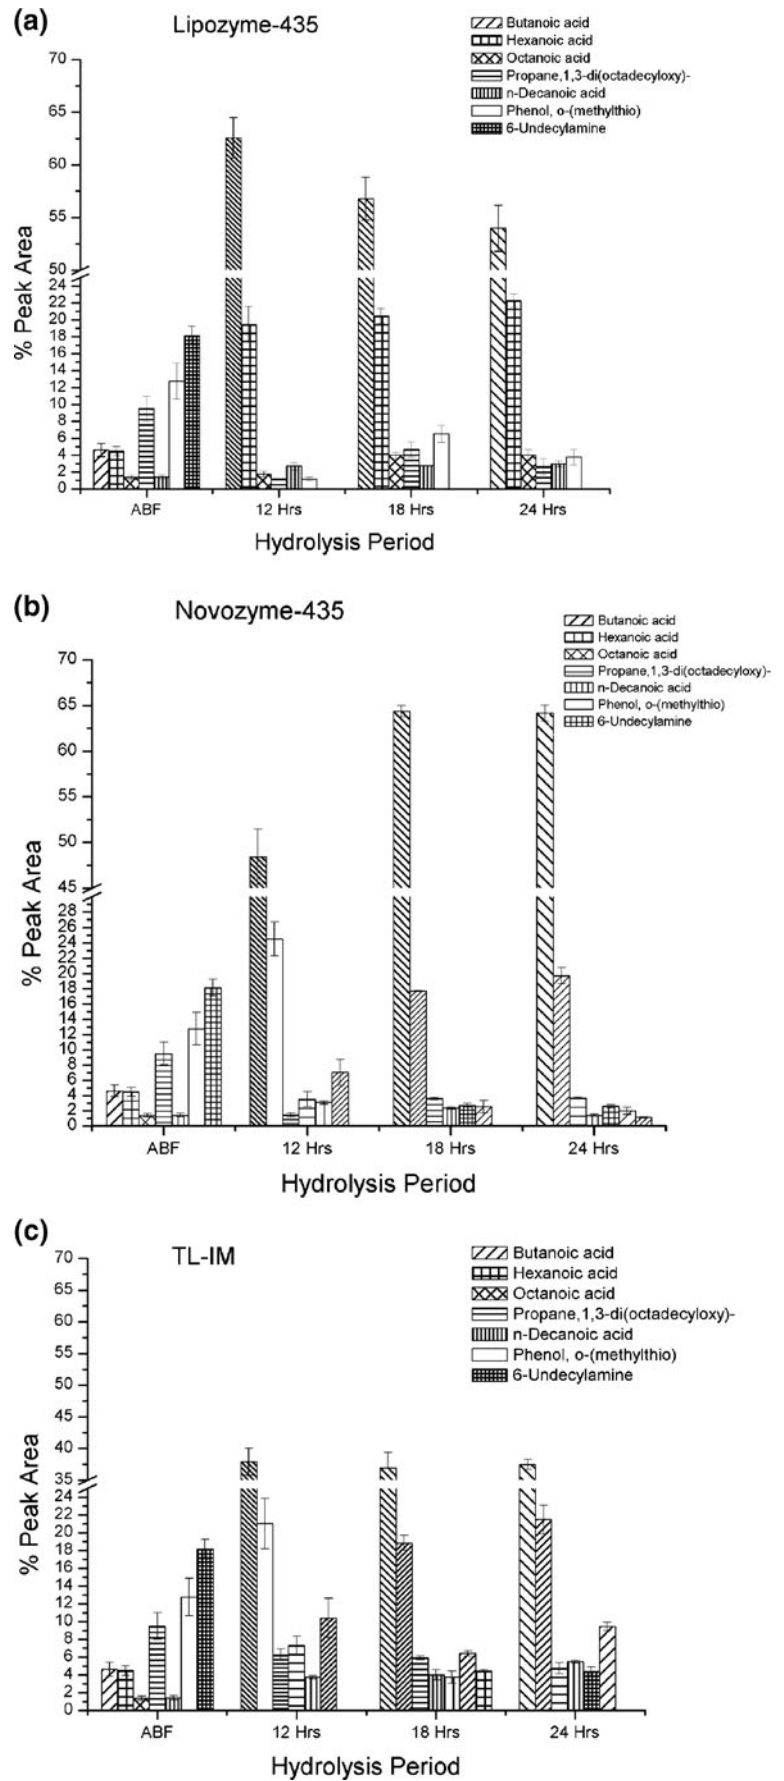 (a)
Lipozyme-435
Butanoic acid
Hexanoic acid
Octanoic acid
Propane,1,3-di(octadecyloxy)-
n-Decanoic acid
Phenol, o-(methylthio)
6-Undecylamine
70
65
60
55
50
24
22
20
18
16
14
12
10
8
6
4
2
0
% Peak Area
ABF 12 Hrs 18 Hrs 24 Hrs
Hydrolysis Period
(b)
Novozyme-435
Butanoic acid
Hexanoic acid
Octanoic acid
Propane,1,3-di(octadecyloxy)-
n-Decanoic acid
Phenol, o-(methylthio)
6-Undecylamine
70
65
60
55
50
45
28
24
20
18
16
14
12
10
8
6
4
2
0
% Peak Area
ABF 12 Hrs 18 Hrs 24 Hrs
Hydrolysis Period
(c)
TL-IM
Butanoic acid
Hexanoic acid
Octanoic acid
Propane,1,3-di(octadecyloxy)-
n-Decanoic acid
Phenol, o-(methylthio)
6-Undecylamine
70
65
60
55
50
45
40
35
24
22
20
18
16
14
12
10
8
6
4
2
0
% Peak Area
ABF 12 Hrs 18 Hrs 24 Hrs
Hydrolysis Period